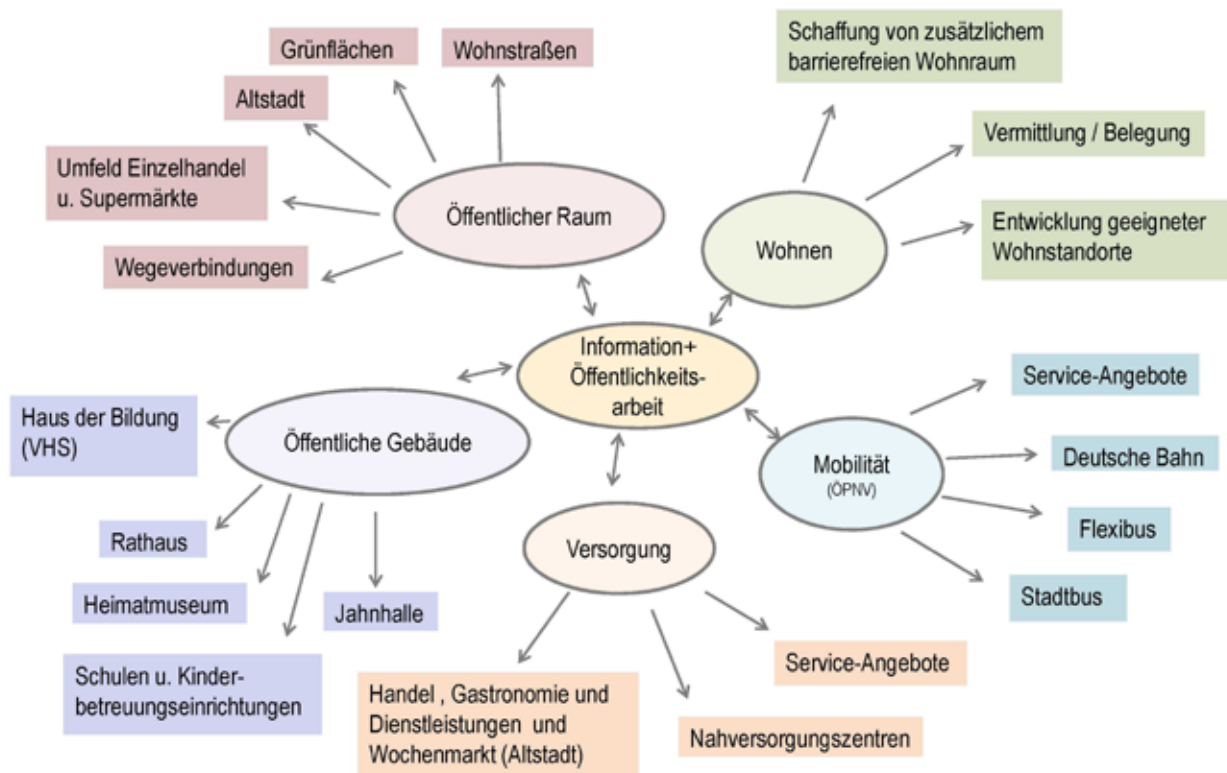 Schaffung von zusätzlichem
barrierefreien Wohnraum
Grünflächen
Wohnstraßen
Altstadt
Vermittlung / Belegung
Umfeld Einzelhandel
u. Supermärkte
Öffentlicher Raum
Wohnen
Entwicklung geeigneter
Wohnstandorte
Wegeverbindungen
Information+
Öffentlichkeits-
arbeit
Service-Angebote
Haus der Bildung
(VHS)
Öffentliche Gebäude
Mobilität
(ÖPNV)
Deutsche Bahn
Flexibus
Rathaus
Versorgung
Stadtbus
Heimatmuseum
Jahnhalle
Schulen u. Kinder-
betreuungseinrichtungen
Service-Angebote
Handel , Gastronomie und
Dienstleistungen und
Wochenmarkt (Altstadt)
Nahversorgungszentren